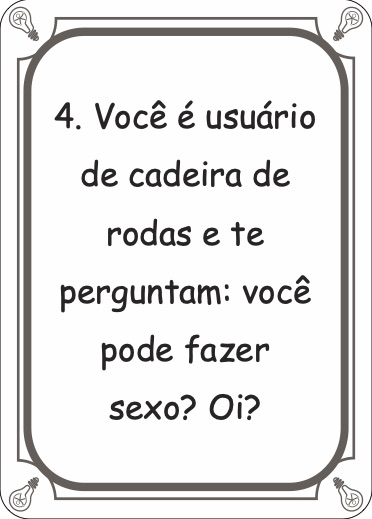 4. Você é usuário
de cadeira de
rodas e te
perguntam: você
pode fazer
sexo? Oi?